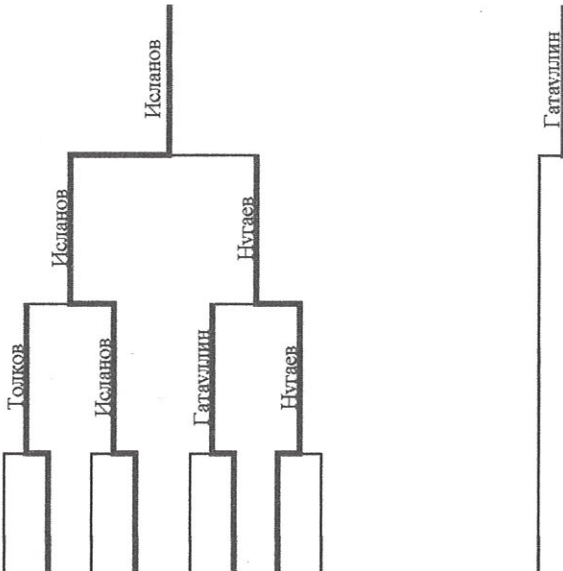 Исланов
Гатауллин
Исланов
Нугаев
Толков
Исланов
Гатауллин
Нугаев